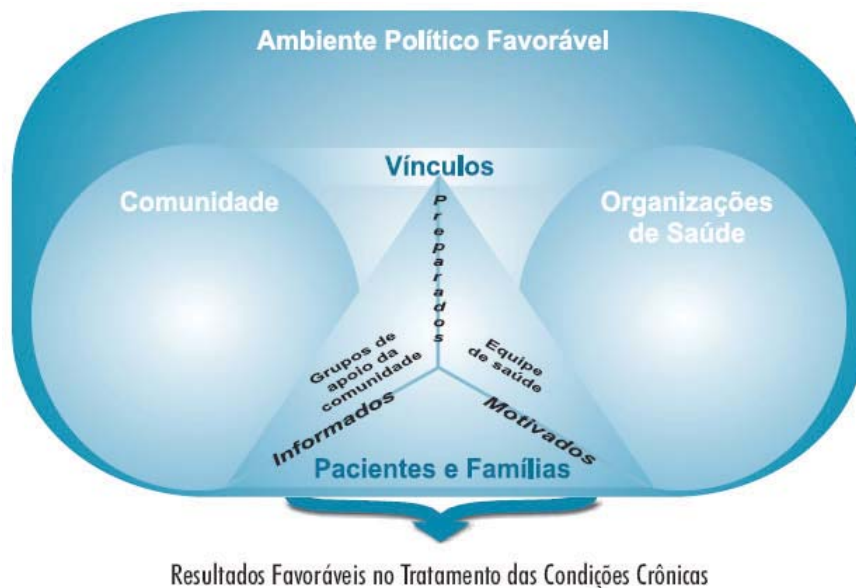 Ambiente Político Favorável
Vínculos
Comunidade
Organizações
de Saúde
Preparados
Grupos de
apoio da
comunidade
Equipe
de saúde
Informados
Motivados
Pacientes e Famílias
Resultados Favoráveis no Tratamento das Condições Crônicas